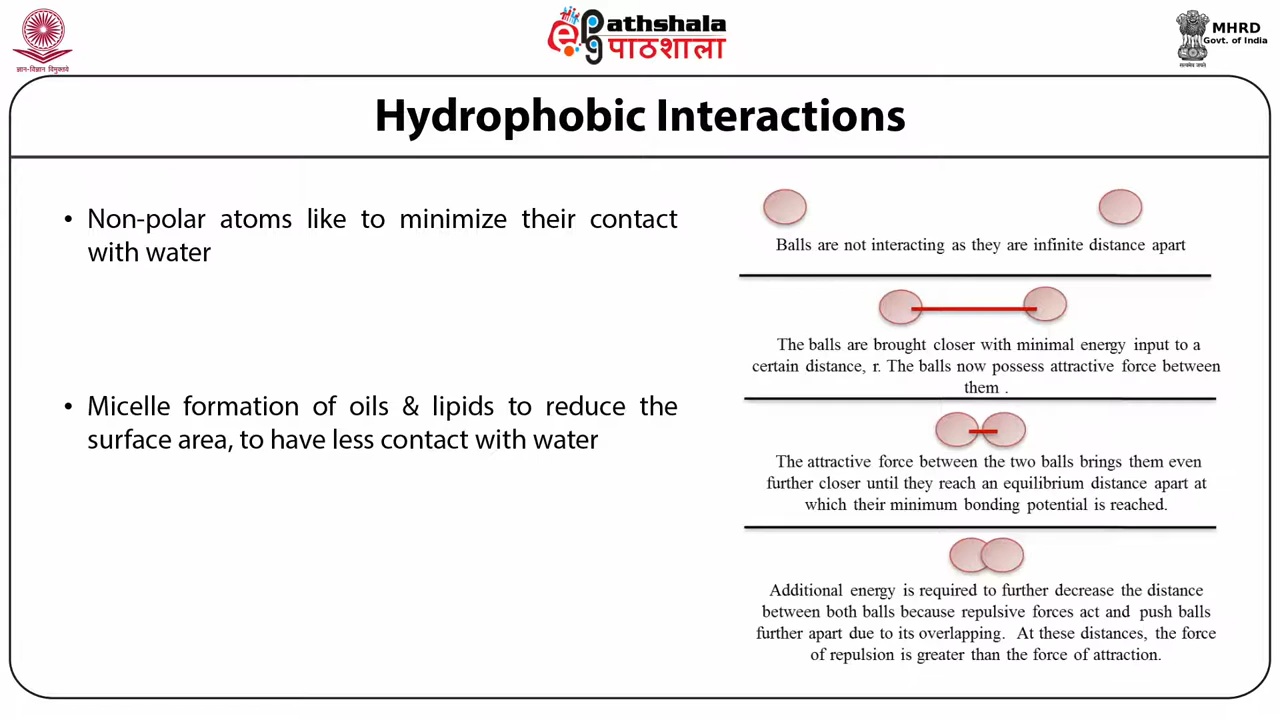 ज्ञान-विज्ञान विमुक्तये
epgpathshala
पाठशाला
सत्यमेव जयते
MHRD
Govt. of India
Hydrophobic Interactions
• Non-polar atoms like to minimize their contact
with water
• Micelle formation of oils & lipids to reduce the
surface area, to have less contact with water
Balls are not interacting as they are infinite distance apart
The balls are brought closer with minimal energy input to a
certain distance, r. The balls now possess attractive force between
them .
The attractive force between the two balls brings them even
further closer until they reach an equilibrium distance apart at
which their minimum bonding potential is reached.
Additional energy is required to further decrease the distance
between both balls because repulsive forces act and push balls
further apart due to its overlapping. At these distances, the force
of repulsion is greater than the force of attraction.